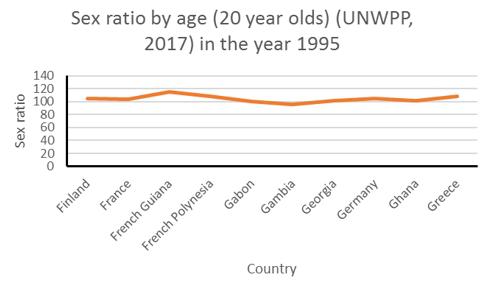 Sex ratio by age (20 year olds) (UNWPP,
2017) in the year 1995
Sex ratio
140
120
100
80
60
40
20
0
Finland
France
French Guiana
French Polynesia
Gabon
Gambia
Georgia
Germany
Ghana
Greece
Country